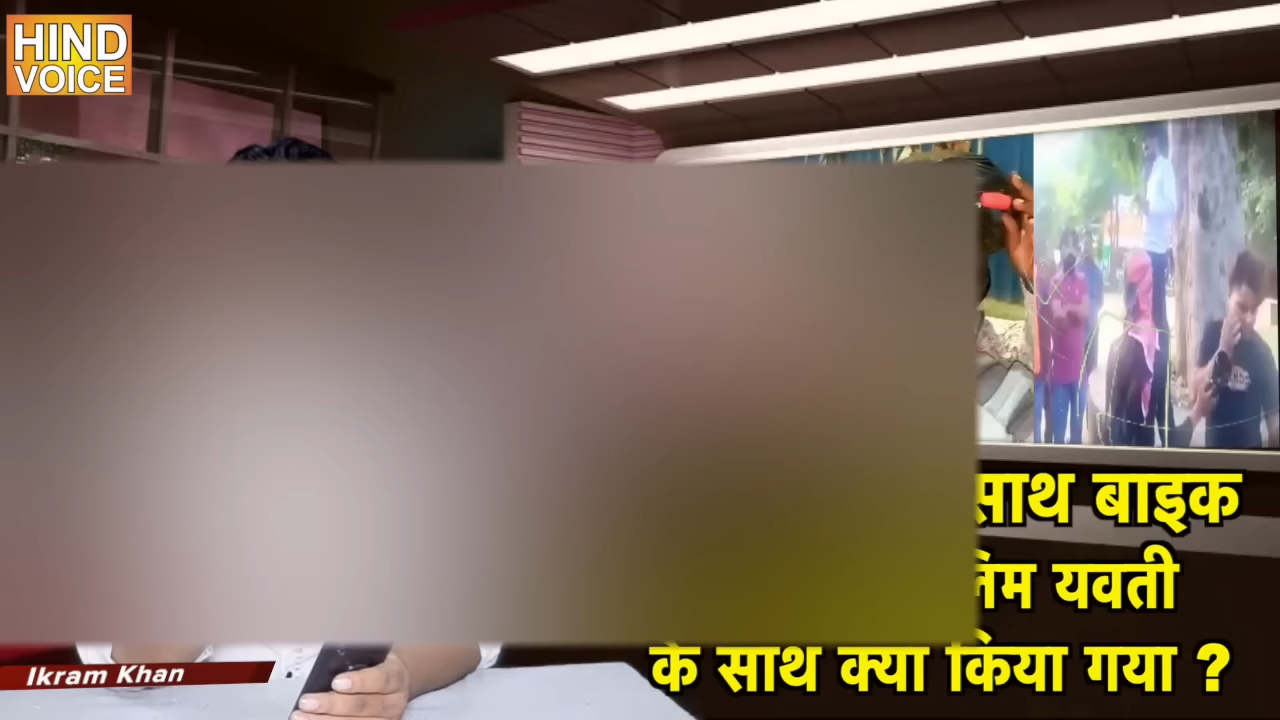 HIND
VOICE
साथ बाइक
यवती
के साथ क्या किया गया ?
Ikram Khan